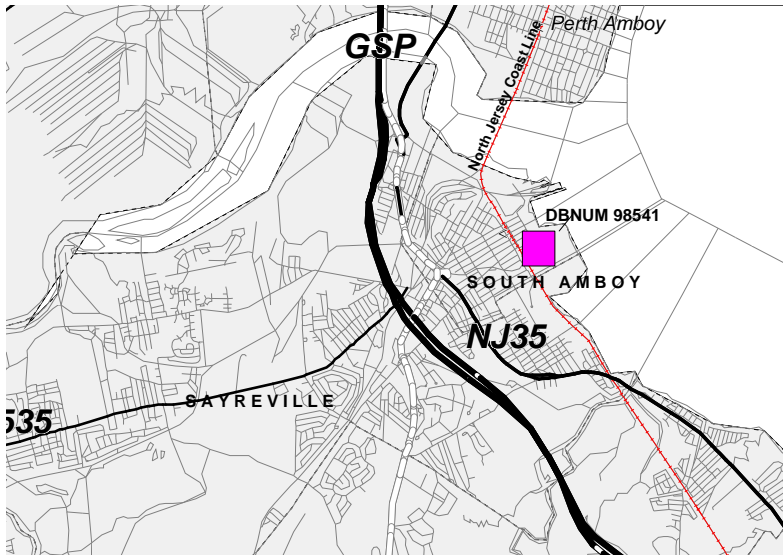 Perth Amboy
GSP
North Jersey Coast Line
DBNUM 98541
SOUTH AMBOY
NJ35
SAYREVILLE
535